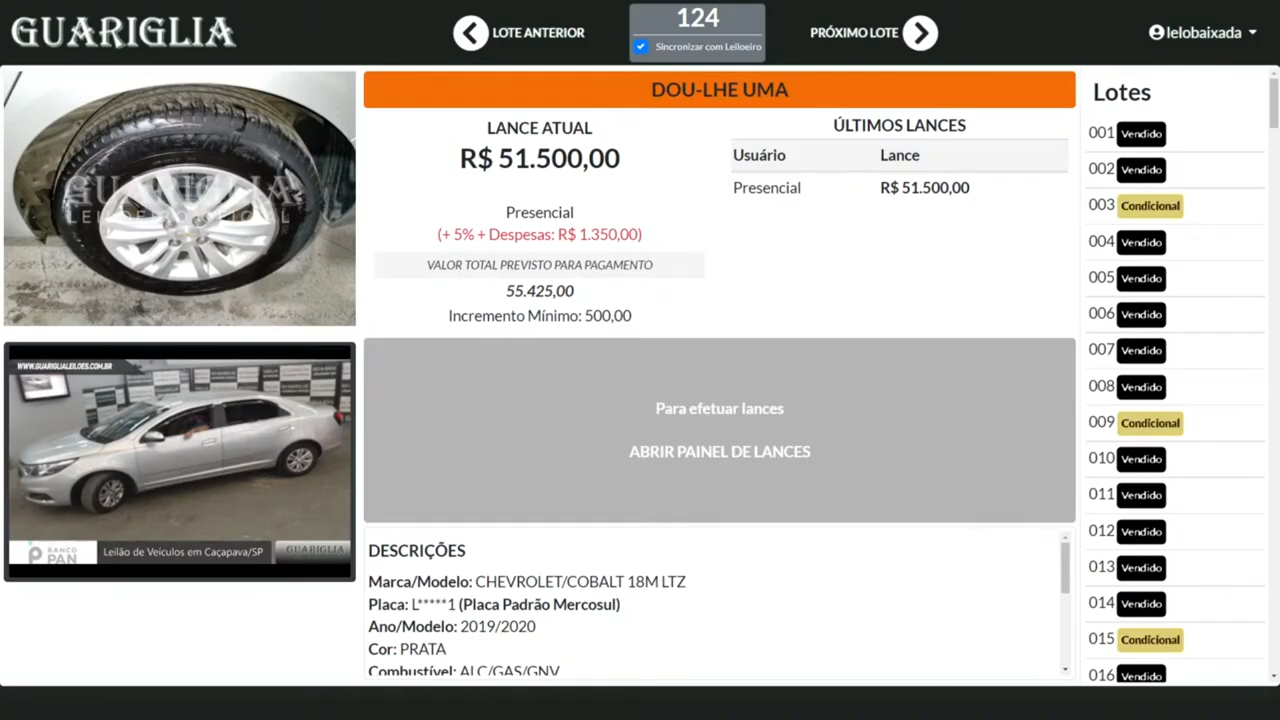 GUARIGLIA
LOTE ANTERIOR
124
Sincronizar com Leiloeiro
PRÓXIMO LOTE
lelobaixada
GUARIGLIA
LEILOEIRO OFICIAL
WWW.GUARIGLIALEILOES.COM.BR
BANCO
PAN
Leilão de Veículos em Caçapava/SP
GUARIGLIA
DOU-LHE UMA
LANCE ATUAL
R$ 51.500,00
Presencial
(+ 5% + Despesas: R$ 1.350,00)
VALOR TOTAL PREVISTO PARA PAGAMENTO
55.425,00
Incremento Mínimo: 500,00
ÚLTIMOS LANCES
Usuário Lance
Presencial R$ 51.500,00
Para efetuar lances
ABRIR PAINEL DE LANCES
DESCRIÇÕES
Marca/Modelo: CHEVROLET/COBALT 18M LTZ
Placa: L*****1 (Placa Padrão Mercosul)
Ano/Modelo: 2019/2020
Cor: PRATA
Combustível: ALC/GAS/GNV
Lotes
001 Vendido
002 Vendido
003 Condicional
004 Vendido
005 Vendido
006 Vendido
007 Vendido
008 Vendido
009 Condicional
010 Vendido
011 Vendido
012 Vendido
013 Vendido
014 Vendido
015 Condicional
016 Vendido